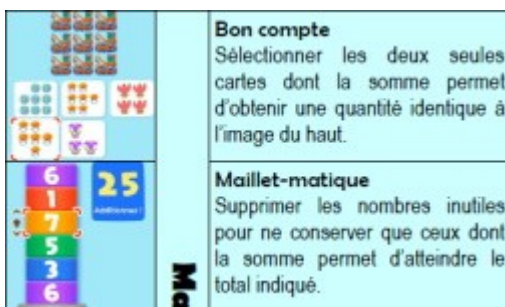 Bon compte
Sélectionner les deux seules
cartes dont la somme permet
d'obtenir une quantité identique à
l'image du haut.
6
1
7
5
3
6
25
Additionner !
Maillet-matique
Supprimer les nombres inutiles
pour ne conserver que ceux dont
la somme permet d'atteindre le
total indiqué.